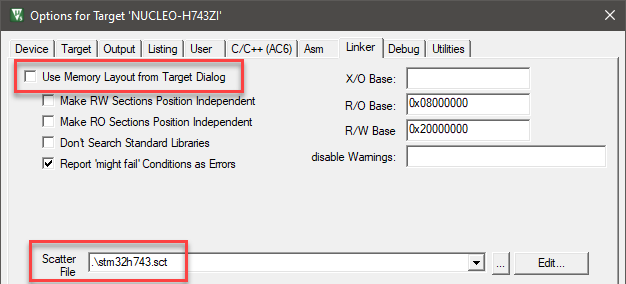 Options for Target 'NUCLEO-H743ZI'
Device Target Output Listing User C/C++ (AC6) Asm Linker Debug Utilities
Use Memory Layout from Target Dialog
X/O Base:
Make RW Sections Position Independent
R/O Base: 0x08000000
Make RO Sections Position Independent
R/W Base 0x20000000
Don't Search Standard Libraries
disable Warnings:
Report 'might fail' Conditions as Errors
Scatter
File
.\stm32h743.sct
...
Edit...